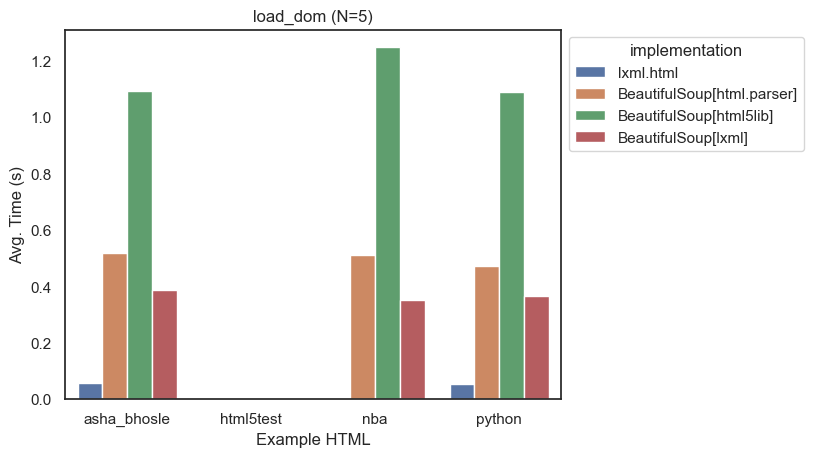 load_dom (N=5)
implementation
lxml.html
BeautifulSoup[html.parser]
BeautifulSoup[html5lib]
BeautifulSoup[lxml]
Avg. Time (s)
1.2
1.0
0.8
0.6
0.4
0.2
0.0
asha_bhosle html5test nba python
Example HTML